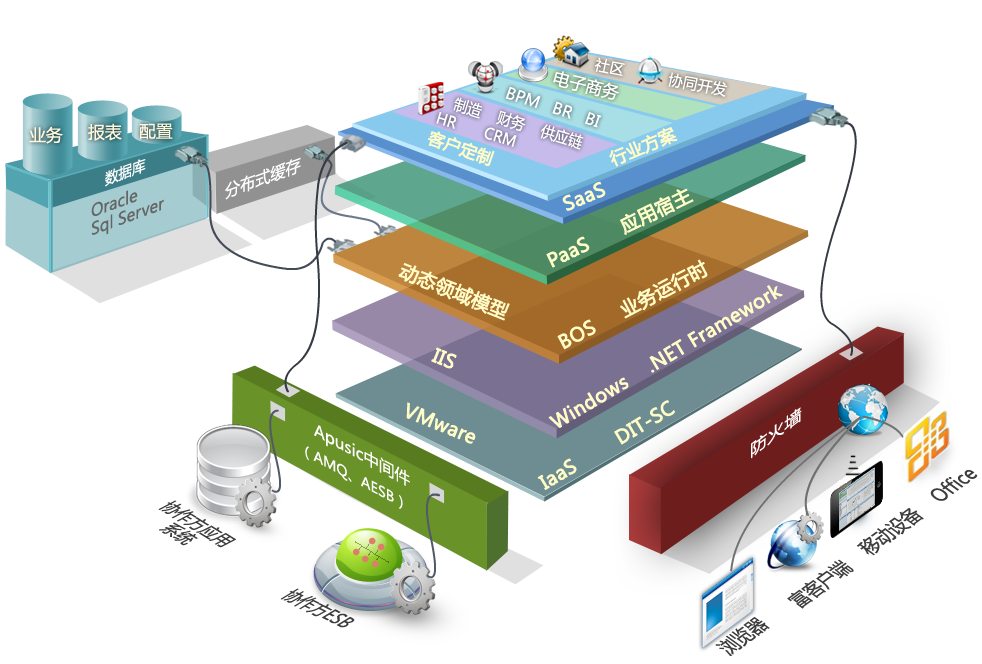 社区
协同开发
电子商务
BPM BR BI
制造 财务 供应链
HR CRM
客户定制
行业方案
SaaS
PaaS 应用宿主
动态领域模型
BOS 业务运行时
IIS
Windows .NET Framework
VMware
IaaS DIT-SC
业务
报表
配置
数据库
Oracle
Sql Server
分布式缓存
Apusic中间件
(AMQ、AESB)
协作方应用
系统
协作方ESB
防火墙
Office
移动设备
富客户端
浏览器